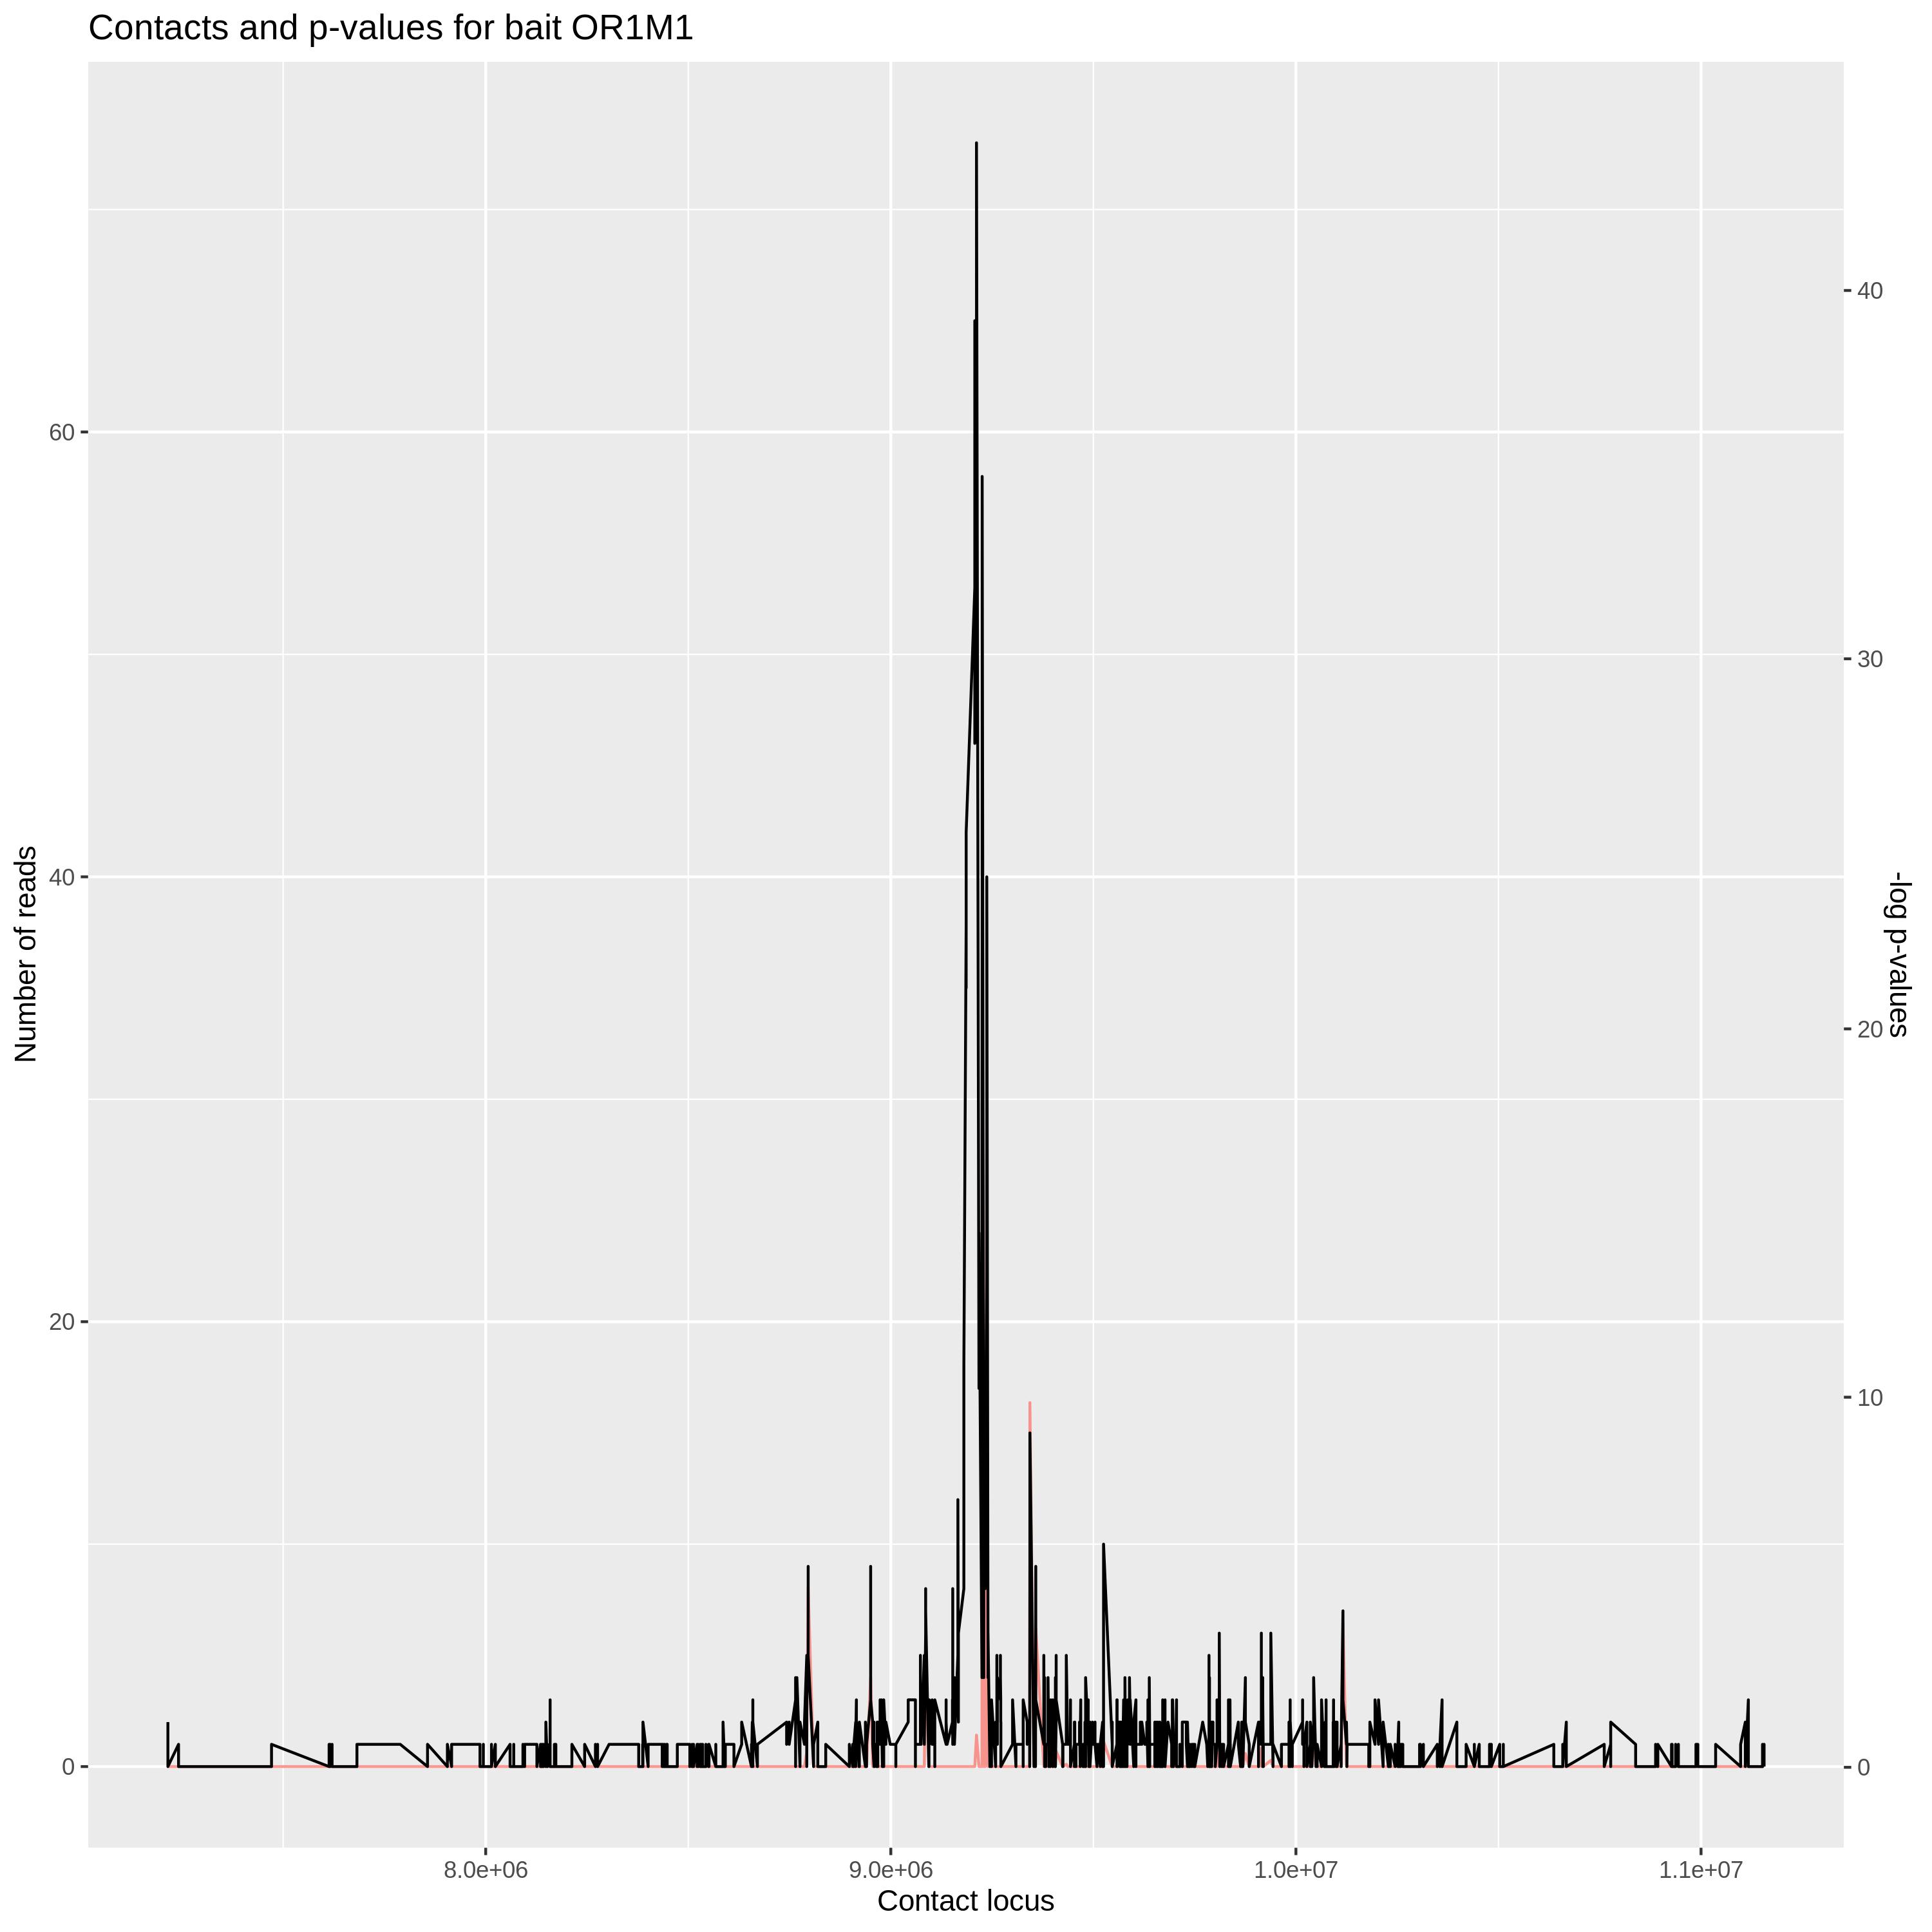 Contacts and p-values for bait OR1M1
Number of reads
60
40
20
0
40
30
20
10
0
-log p-values
8.0e+06
9.0e+06
1.0e+07
1.1e+07
Contact locus